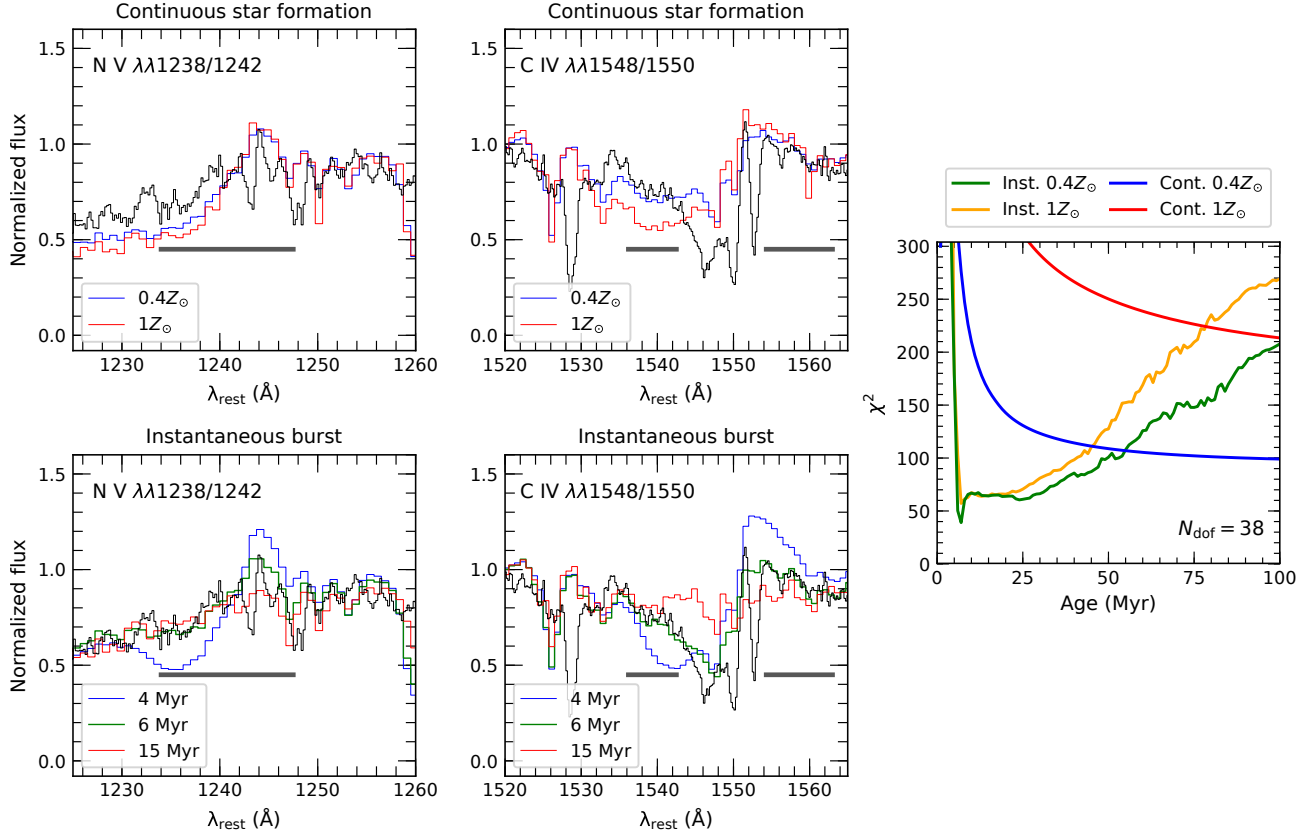 Continuous star formation
N V λλ1238/1242
Normalized flux
1.5
1.0
0.5
0.0
0.4Z⊙
1Z⊙
1230 1240 1250 1260
λrest (Å)
Continuous star formation
C IV λλ1548/1550
0.4Z⊙
1Z⊙
1520 1530 1540 1550 1560
λrest (Å)
Instantaneous burst
N V λλ1238/1242
Normalized flux
1.5
1.0
0.5
0.0
4 Myr
6 Myr
15 Myr
1230 1240 1250 1260
λrest (Å)
Instantaneous burst
C IV λλ1548/1550
4 Myr
6 Myr
15 Myr
1520 1530 1540 1550 1560
λrest (Å)
Inst. 0.4Z⊙ Cont. 0.4Z⊙
Inst. 1Z⊙ Cont. 1Z⊙
χ²
300
250
200
150
100
50
0
Ndof = 38
0 25 50 75 100
Age (Myr)